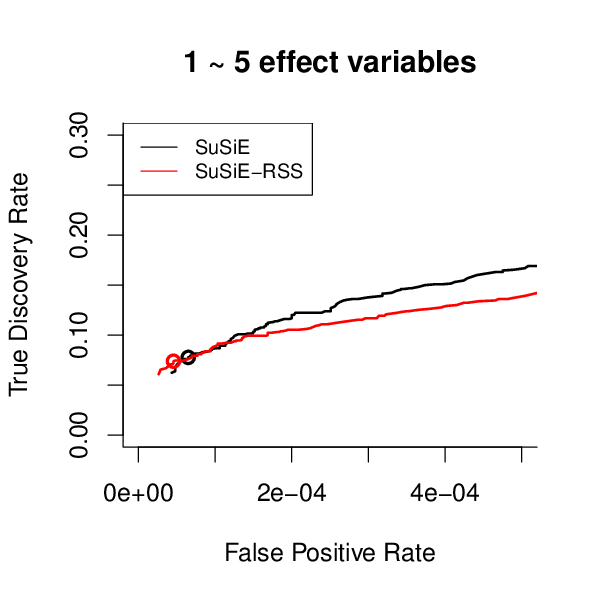 1 ~ 5 effect variables
SuSiE
SuSiE−RSS
True Discovery Rate
0.30
0.20
0.10
0.00
0e+00 2e−04 4e−04
False Positive Rate